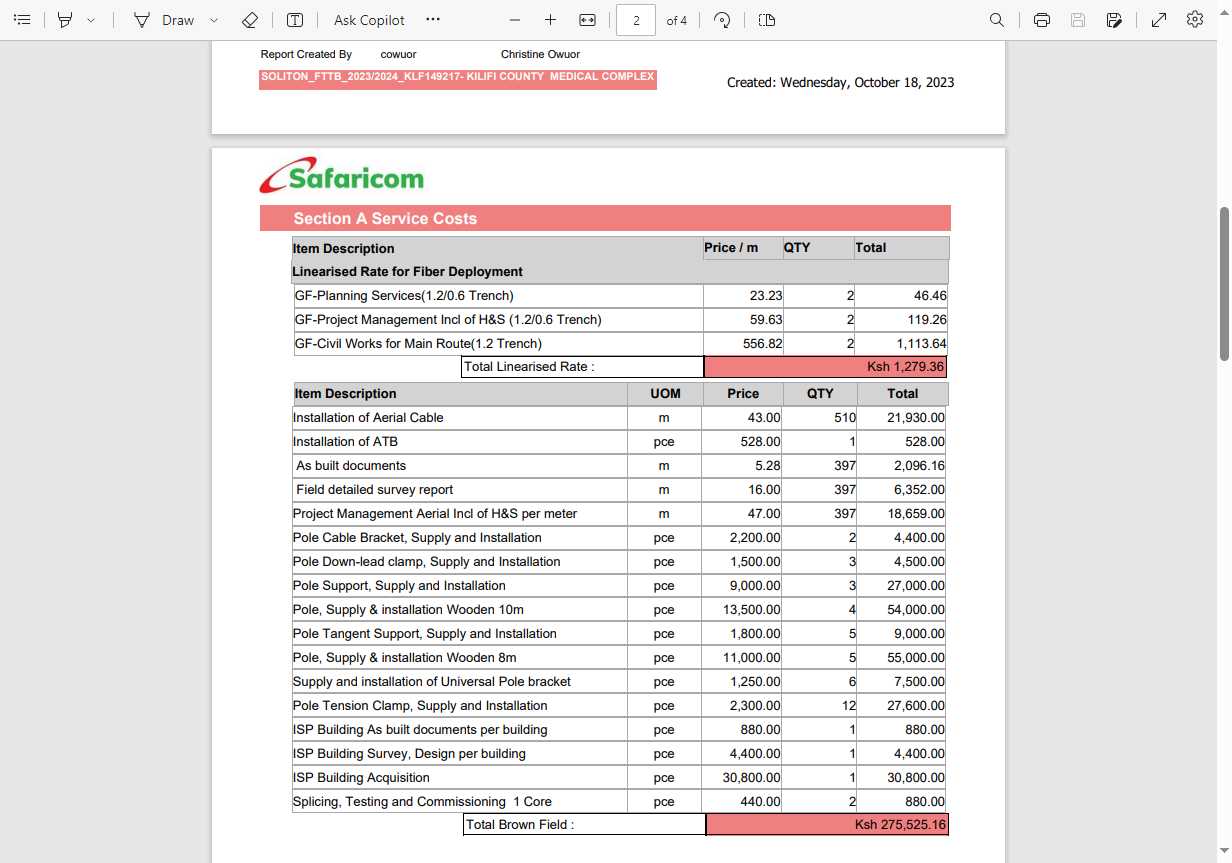 Draw Ask Copilot 2 of 4
Report Created By cowuor Christine Owuor
SOLITON_FTTB_2023/2024_KLF149217- KILIFI COUNTY MEDICAL COMPLEX
Created: Wednesday, October 18, 2023
Safaricom
Section A Service Costs
Item Description Price / m QTY Total
Linearised Rate for Fiber Deployment
GF-Planning Services(1.2/0.6 Trench) 23.23 2 46.46
GF-Project Management Incl of H&S (1.2/0.6 Trench) 59.63 2 119.26
GF-Civil Works for Main Route(1.2 Trench) 556.82 2 1,113.64
Total Linearised Rate : Ksh 1,279.36
Item Description UOM Price QTY Total
Installation of Aerial Cable m 43.00 510 21,930.00
Installation of ATB pce 528.00 1 528.00
As built documents m 5.28 397 2,096.16
Field detailed survey report m 16.00 397 6,352.00
Project Management Aerial Incl of H&S per meter m 47.00 397 18,659.00
Pole Cable Bracket, Supply and Installation pce 2,200.00 2 4,400.00
Pole Down-lead clamp, Supply and Installation pce 1,500.00 3 4,500.00
Pole Support, Supply and Installation pce 9,000.00 3 27,000.00
Pole, Supply & installation Wooden 10m pce 13,500.00 4 54,000.00
Pole Tangent Support, Supply and Installation pce 1,800.00 5 9,000.00
Pole, Supply & installation Wooden 8m pce 11,000.00 5 55,000.00
Supply and installation of Universal Pole bracket pce 1,250.00 6 7,500.00
Pole Tension Clamp, Supply and Installation pce 2,300.00 12 27,600.00
ISP Building As built documents per building pce 880.00 1 880.00
ISP Building Survey, Design per building pce 4,400.00 1 4,400.00
ISP Building Acquisition pce 30,800.00 1 30,800.00
Splicing, Testing and Commissioning 1 Core pce 440.00 2 880.00
Total Brown Field : Ksh 275,525.16